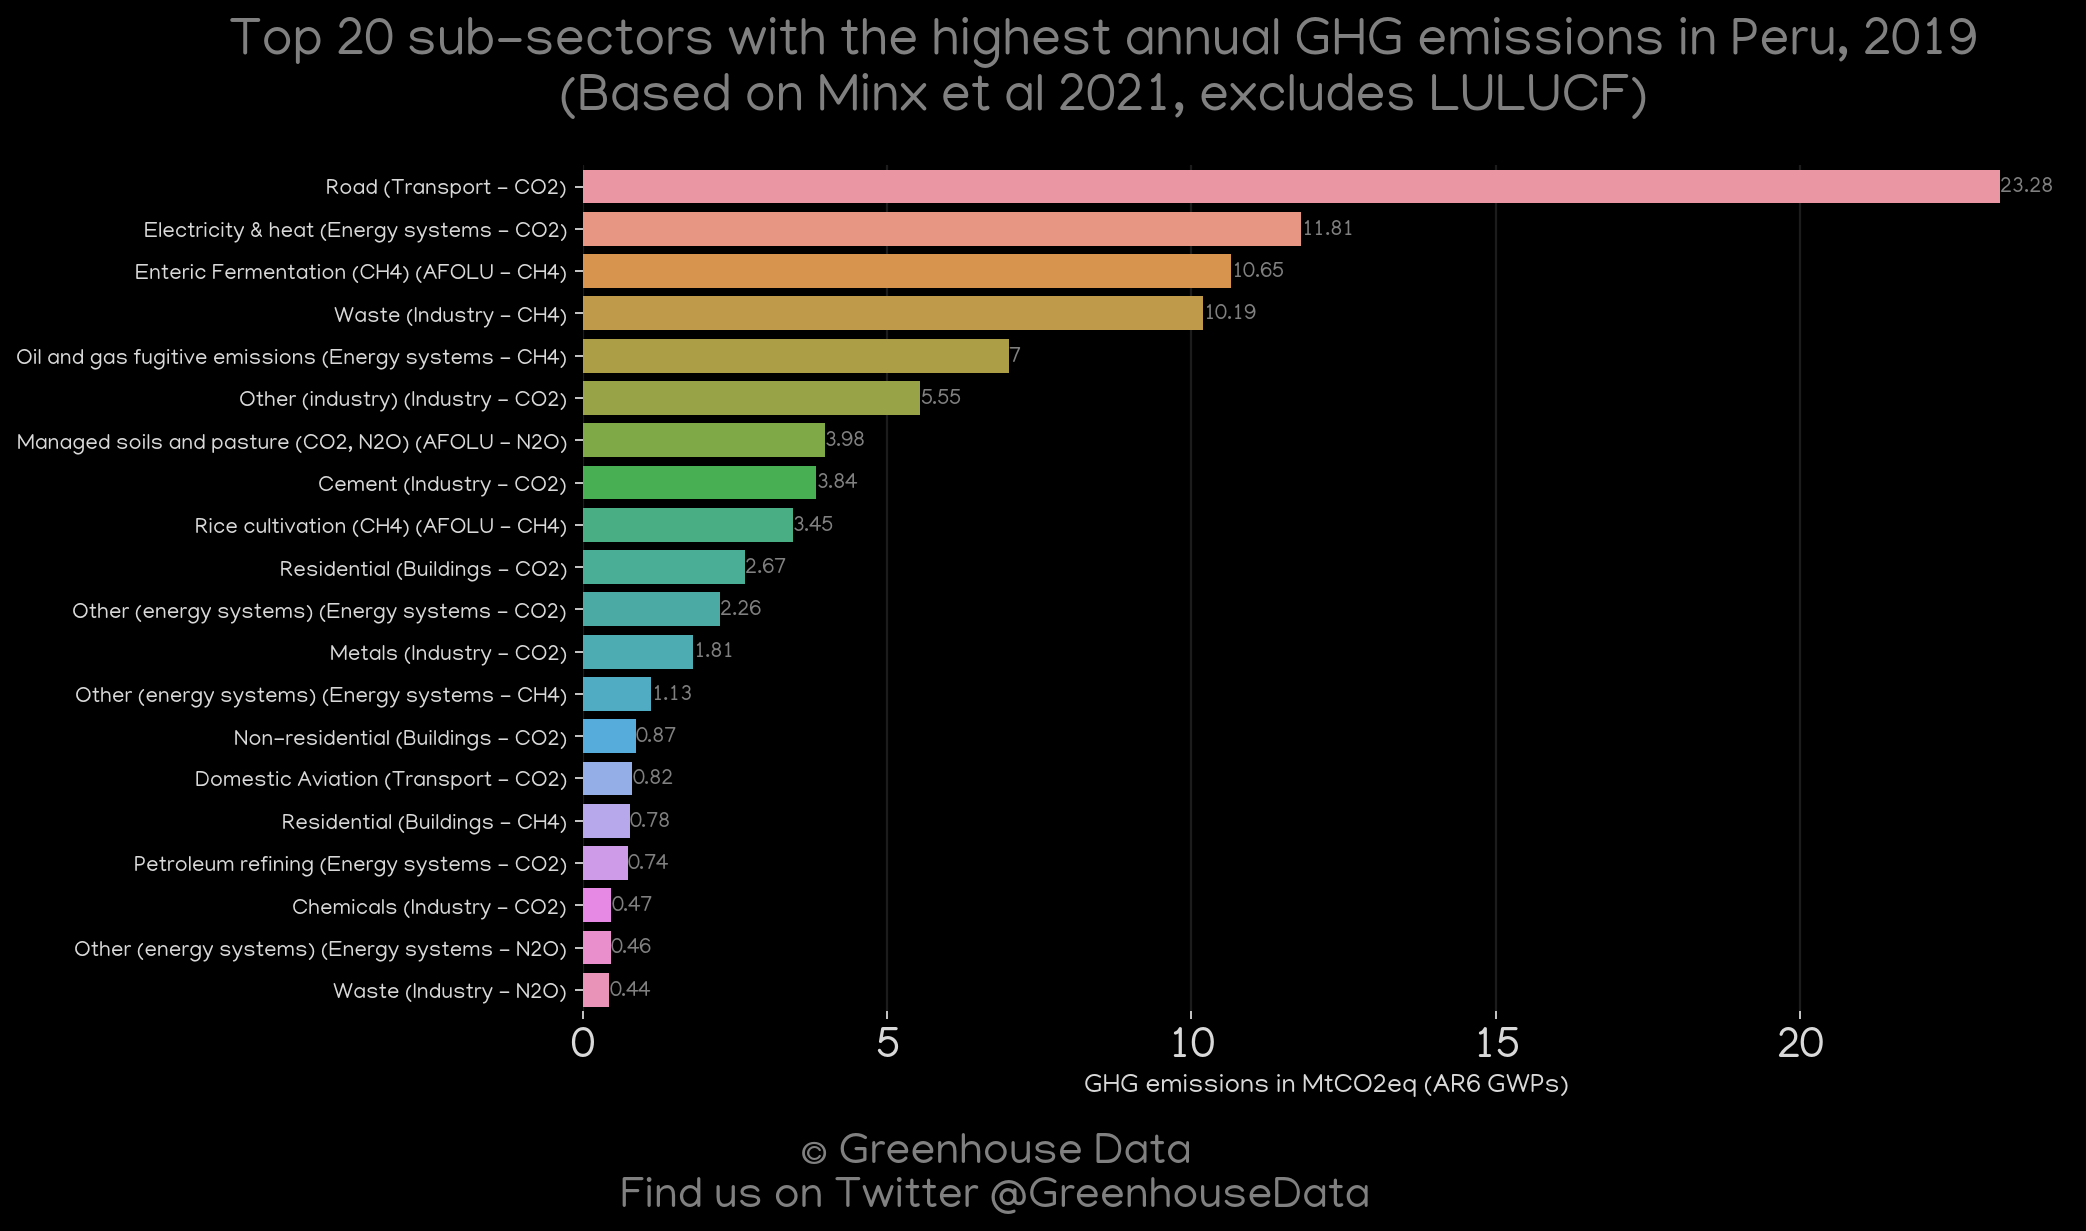 Top 20 sub-sectors with the highest annual GHG emissions in Peru, 2019
(Based on Minx et al 2021, excludes LULUCF)
Road (Transport - CO2) 23.28
Electricity & heat (Energy systems - CO2) 11.81
Enteric Fermentation (CH4) (AFOLU - CH4) 10.65
Waste (Industry - CH4) 10.19
Oil and gas fugitive emissions (Energy systems - CH4) 7
Other (industry) (Industry - CO2) 5.55
Managed soils and pasture (CO2, N2O) (AFOLU - N2O) 3.98
Cement (Industry - CO2) 3.84
Rice cultivation (CH4) (AFOLU - CH4) 3.45
Residential (Buildings - CO2) 2.67
Other (energy systems) (Energy systems - CO2) 2.26
Metals (Industry - CO2) 1.81
Other (energy systems) (Energy systems - CH4) 1.13
Non-residential (Buildings - CO2) 0.87
Domestic Aviation (Transport - CO2) 0.82
Residential (Buildings - CH4) 0.78
Petroleum refining (Energy systems - CO2) 0.74
Chemicals (Industry - CO2) 0.47
Other (energy systems) (Energy systems - N2O) 0.46
Waste (Industry - N2O) 0.44
0 5 10 15 20
GHG emissions in MtCO2eq (AR6 GWPs)
© Greenhouse Data
Find us on Twitter @GreenhouseData